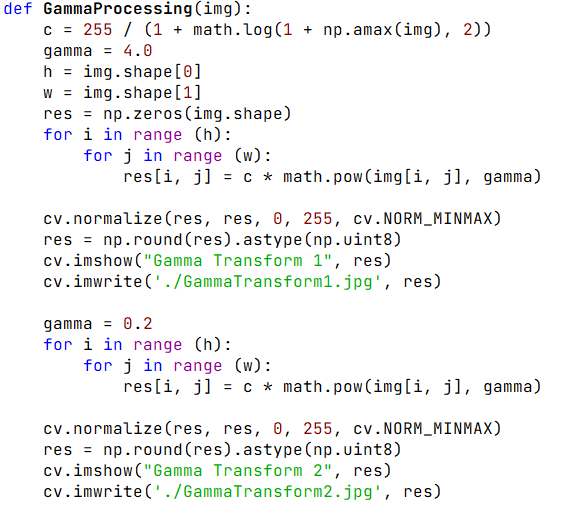 def GammaProcessing(img):
    c = 255 / (1 + math.log(1 + np.amax(img), 2))
    gamma = 4.0
    h = img.shape[0]
    w = img.shape[1]
    res = np.zeros(img.shape)
    for i in range (h):
        for j in range (w):
            res[i, j] = c * math.pow(img[i, j], gamma)

    cv.normalize(res, res, 0, 255, cv.NORM_MINMAX)
    res = np.round(res).astype(np.uint8)
    cv.imshow("Gamma Transform 1", res)
    cv.imwrite('./GammaTransform1.jpg', res)

    gamma = 0.2
    for i in range (h):
        for j in range (w):
            res[i, j] = c * math.pow(img[i, j], gamma)

    cv.normalize(res, res, 0, 255, cv.NORM_MINMAX)
    res = np.round(res).astype(np.uint8)
    cv.imshow("Gamma Transform 2", res)
    cv.imwrite('./GammaTransform2.jpg', res)